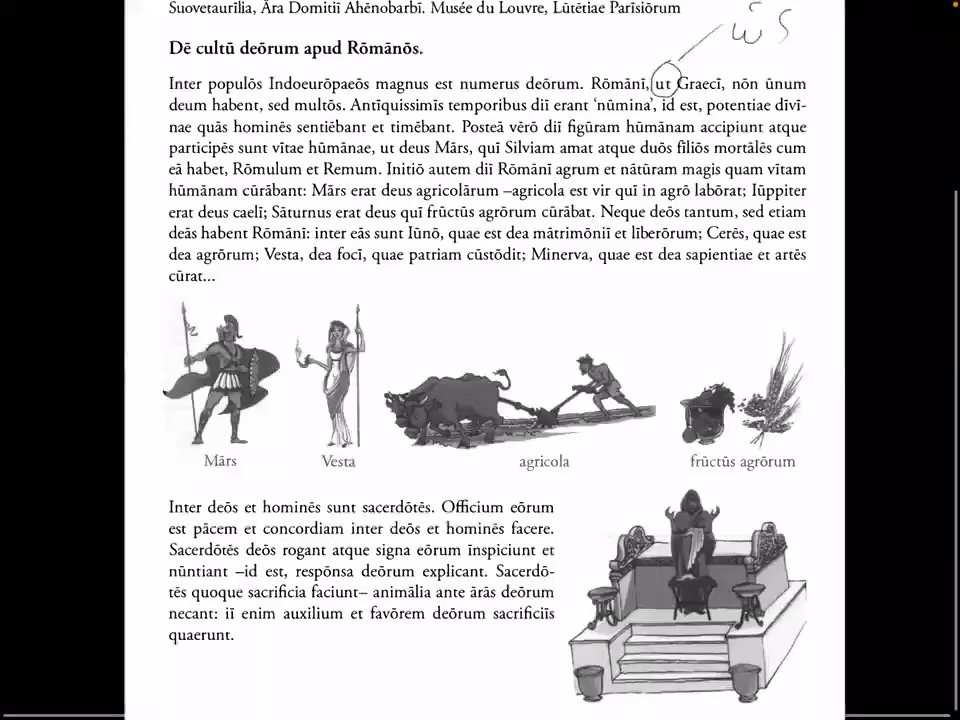 Suovetaurīlia, Āra Domitiī Ahēnobarbī. Musée du Louvre, Lūtētiae Parīsiōrum
Dē cultū deōrum apud Rōmānōs.
Inter populōs Indoeurōpaeōs magnus est numerus deōrum. Rōmānī, ut Graecī, nōn ūnum
deum habent, sed multōs. Antīquissimīs temporibus diī erant ‘nūmina’, id est, potentiae dīvī-
nae quās hominēs sentiēbant et timēbant. Posteā vērō diī figūram hūmānam accipiunt atque
participēs sunt vītae hūmānae, ut deus Mārs, quī Silviam amat atque duōs fīliōs mortālēs cum
eā habet, Rōmulum et Remum. Initiō autem diī Rōmānī agrum et nātūram magis quam vītam
hūmānam cūrābant: Mārs erat deus agricolārum –agricola est vir quī in agrō labōrat; Iūppiter
erat deus caelī; Sāturnus erat deus quī frūctūs agrōrum cūrābat. Neque deōs tantum, sed etiam
deās habent Rōmānī: inter eās sunt Iūnō, quae est dea mātrimōniī et līberōrum; Cerēs, quae est
dea agrōrum; Vesta, dea focī, quae patriam cūstōdit; Minerva, quae est dea sapientiae et artēs
cūrat...
Mārs Vesta agricola frūctūs agrōrum
Inter deōs et hominēs sunt sacerdōtēs. Officium eōrum
est pācem et concordiam inter deōs et hominēs facere.
Sacerdōtēs deōs rogant atque signa eōrum īnspiciunt et
nūntiant –id est, respōnsa deōrum explicant. Sacerdō-
tēs quoque sacrificia faciunt– animālia ante ārās deōrum
necant: iī enim auxilium et favōrem deōrum sacrificiīs
quaerunt.